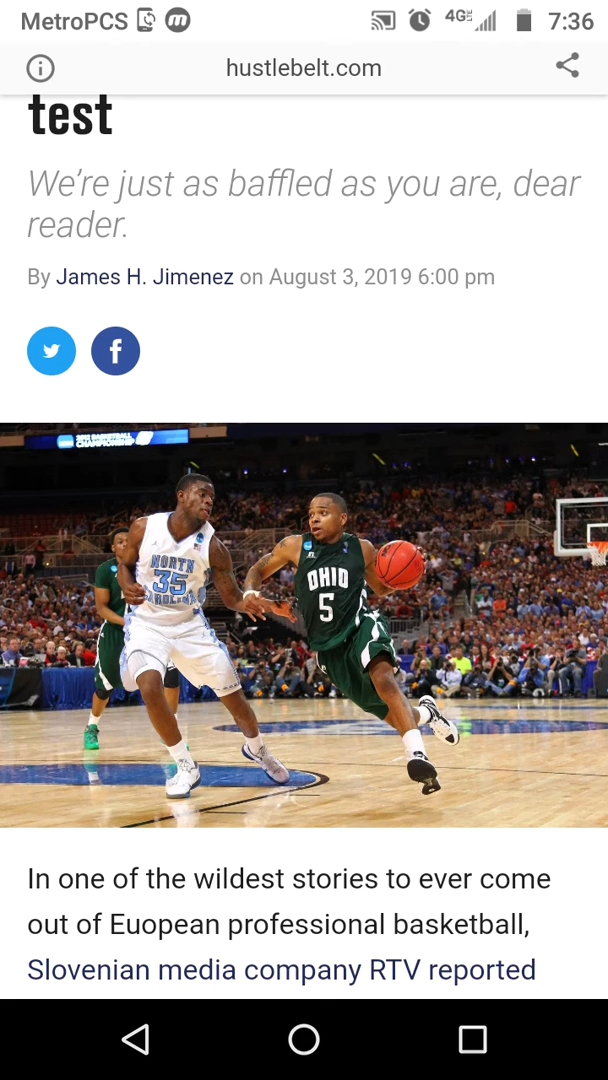 MetroPCS 4G LTE 7:36
hustlebelt.com
test
We're just as baffled as you are, dear
reader.
By James H. Jimenez on August 3, 2019 6:00 pm
NORTH
35
CAROLINA
OHIO
5
In one of the wildest stories to ever come
out of Euopean professional basketball,
Slovenian media company RTV reported